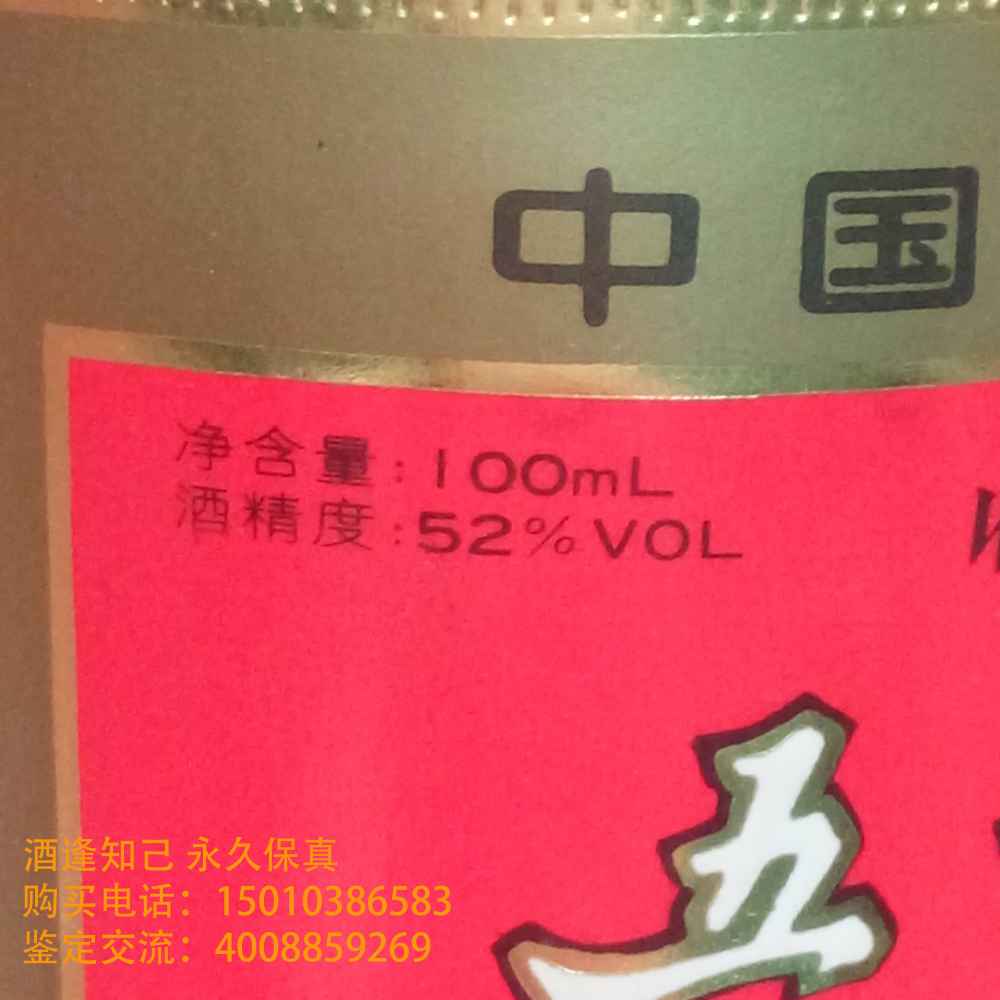 中国
净含量:100mL
酒精度:52%VOL
五
酒逢知己 永久保真
购买电话：15010386583
鉴定交流：4008859269